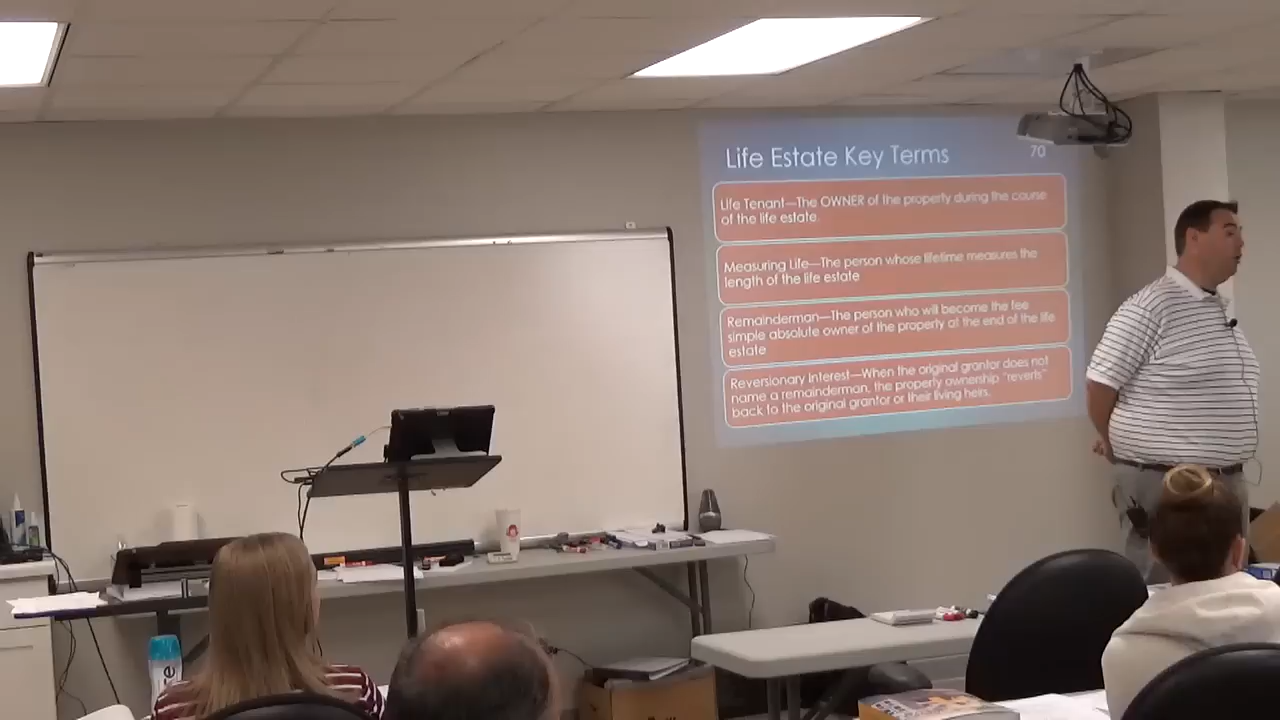 Life Estate Key Terms
70
Life Tenant—The OWNER of the property during the course
of the life estate.
Measuring Life—The person whose lifetime measures the
length of the life estate
Remainderman—The person who will become the fee
simple absolute owner of the property at the end of the life
estate
Reversionary Interest—When the original grantor does not
name a remainderman, the property ownership "reverts"
back to the original grantor or their living heirs.